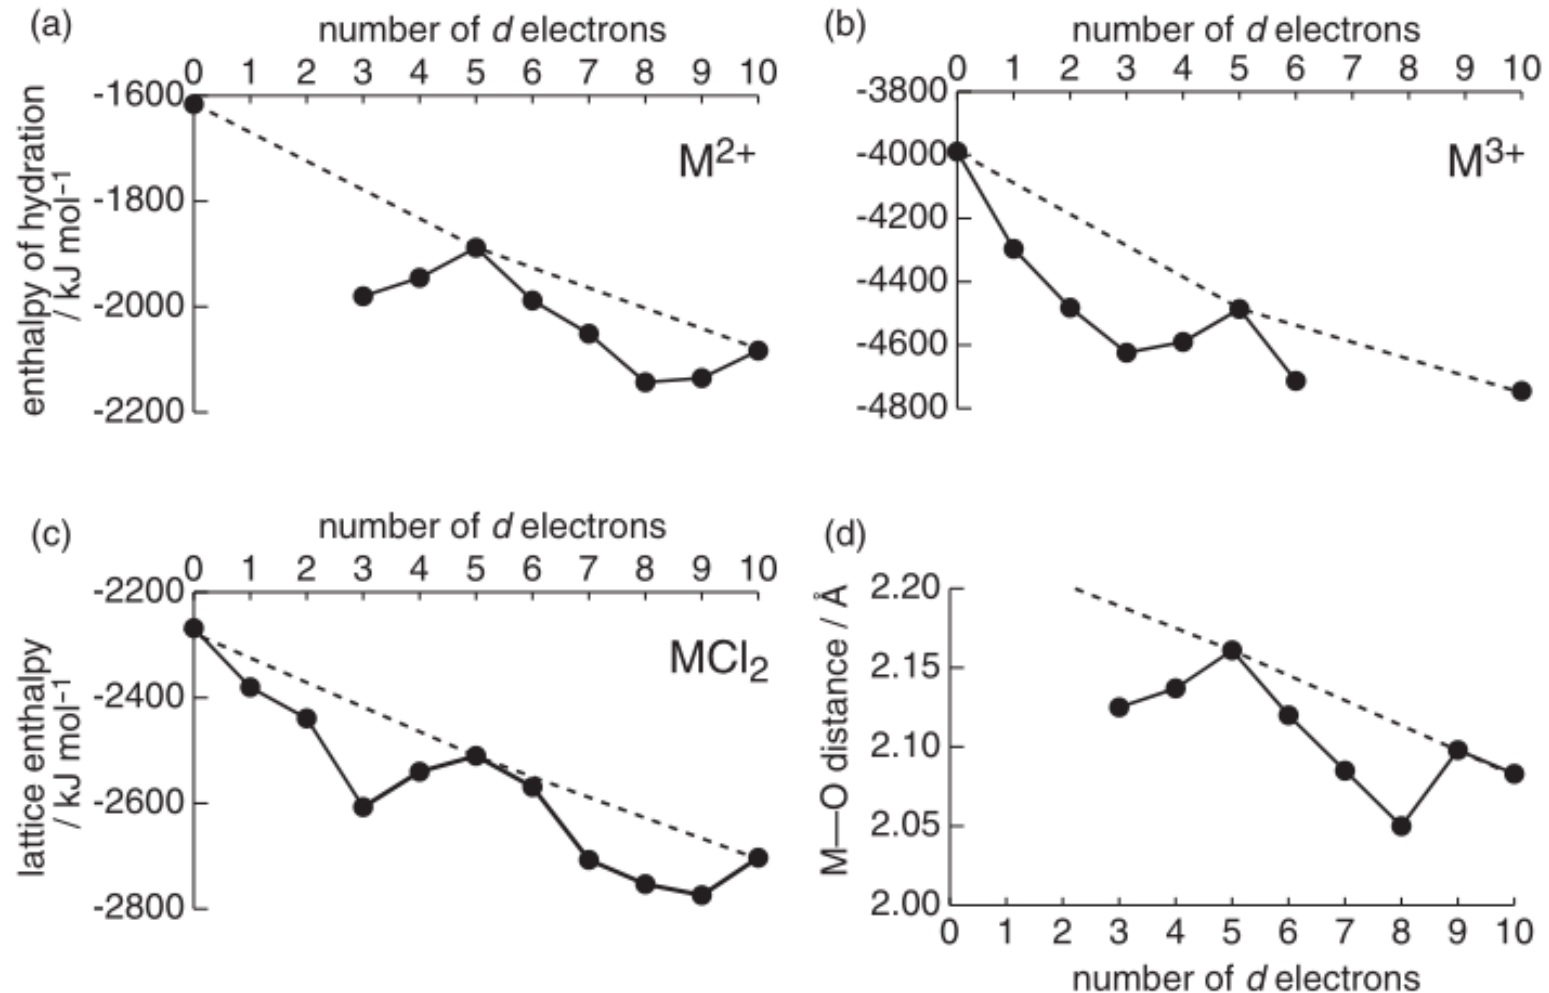 (a)
number of d electrons
0 1 2 3 4 5 6 7 8 9 10
-1600
-1800
-2000
-2200
enthalpy of hydration
/ kJ mol⁻¹
M²⁺
(b)
number of d electrons
0 1 2 3 4 5 6 7 8 9 10
-3800
-4000
-4200
-4400
-4600
-4800
M³⁺
(c)
number of d electrons
0 1 2 3 4 5 6 7 8 9 10
-2200
-2400
-2600
-2800
lattice enthalpy
/ kJ mol⁻¹
MCl₂
(d)
2.20
2.15
2.10
2.05
2.00
M—O distance / Å
0 1 2 3 4 5 6 7 8 9 10
number of d electrons